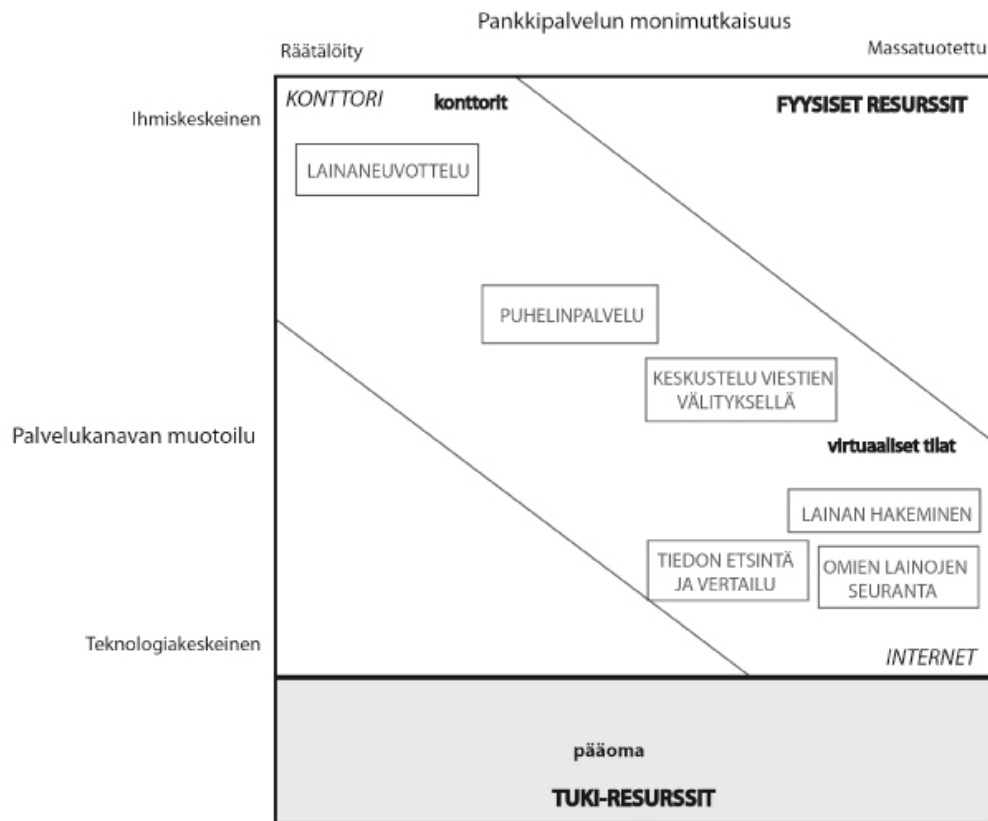 Pankkipalvelun monimutkaisuus
Räätälöity
Massatuotettu
KONTTORI
konttorit
FYYSISET RESURSSIT
Ihmiskeskeinen
LAINANEUVOTTELU
PUHELINPALVELU
KESKUSTELU VIESTIEN
VÄLITYKSELLÄ
Palvelukanavan muotoilu
virtuaaliset tilat
LAINAN HAKEMINEN
TIEDON ETSINTÄ
JA VERTAILU
OMIEN LAINOJEN
SEURANTA
Teknologiakeskeinen
INTERNET
pääoma
TUKI-RESURSSIT